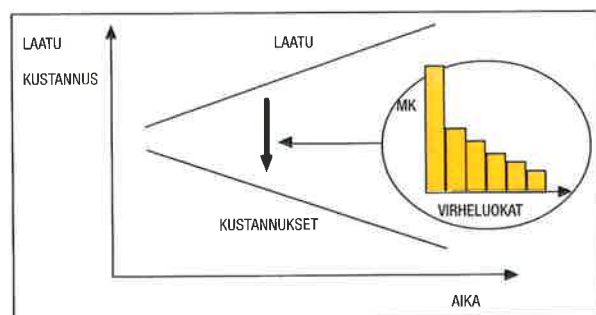 LAATU
KUSTANNUS
LAATU
MK
VIRHELUOKAT
KUSTANNUKSET
AIKA